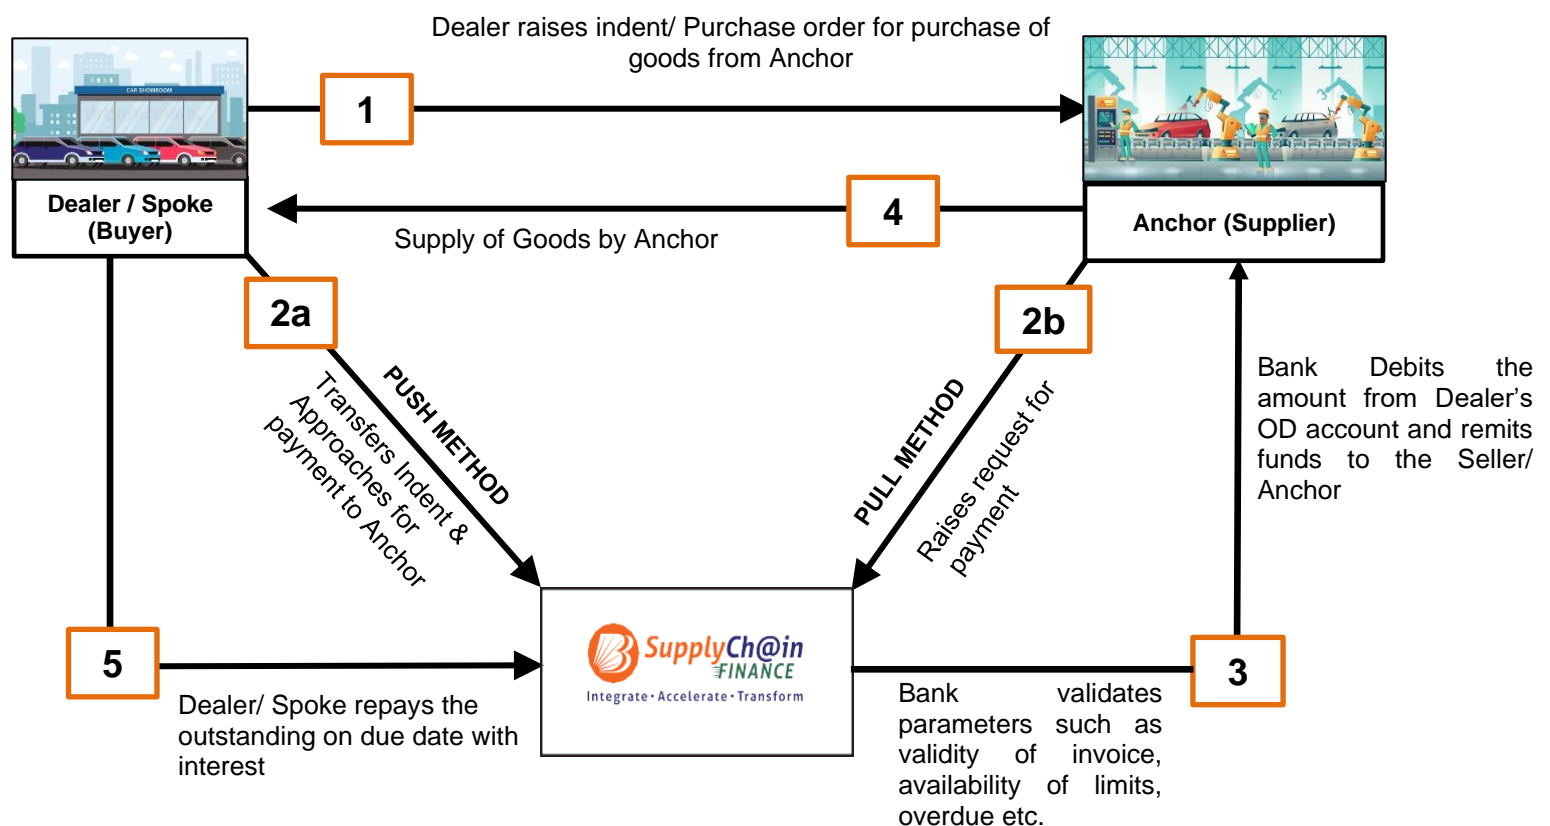 Dealer raises indent/ Purchase order for purchase of
goods from Anchor
CAR SHOWROOM
1
Dealer / Spoke
(Buyer)
4
Anchor (Supplier)
Supply of Goods by Anchor
2a
2b
PUSH METHOD
Transfers Indent &
Approaches for
payment to Anchor
PULL METHOD
Raises request for
payment
Bank Debits the
amount from Dealer’s
OD account and remits
funds to the Seller/
Anchor
5
SupplyCh@in
FINANCE
Integrate • Accelerate • Transform
3
Dealer/ Spoke repays the
outstanding on due date with
interest
Bank validates
parameters such as
validity of invoice,
availability of limits,
overdue etc.